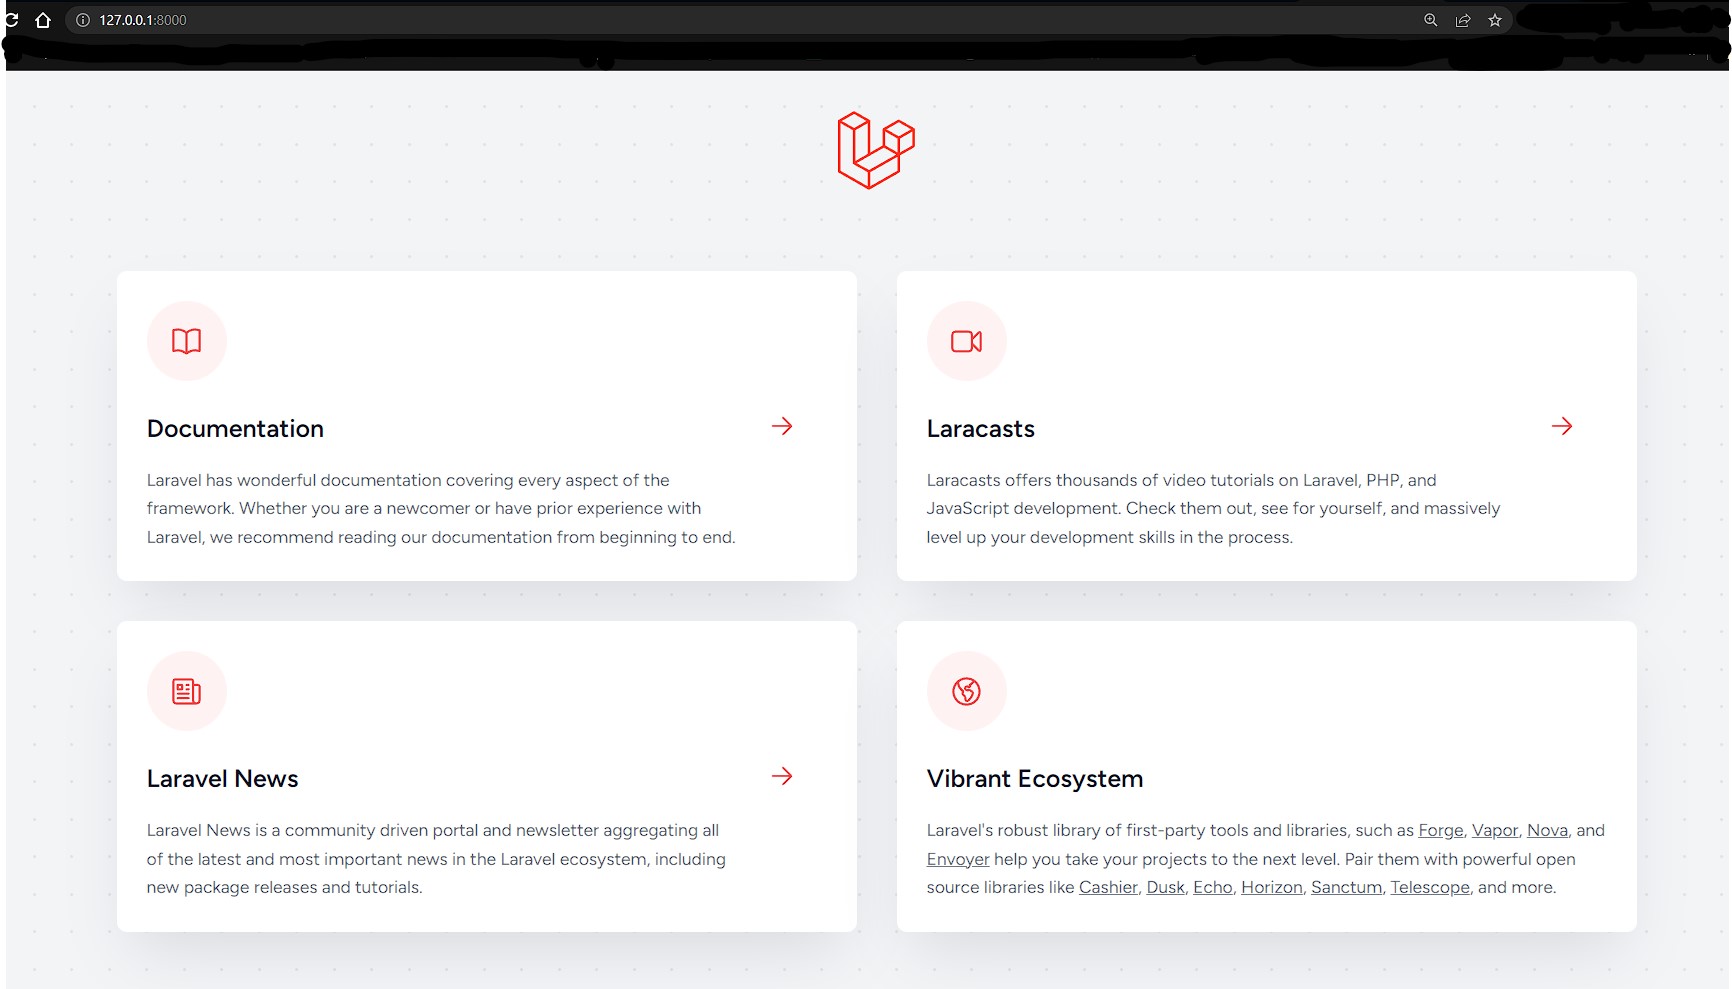 127.0.0.1:8000
Documentation
Laravel has wonderful documentation covering every aspect of the
framework. Whether you are a newcomer or have prior experience with
Laravel, we recommend reading our documentation from beginning to end.
Laracasts
Laracasts offers thousands of video tutorials on Laravel, PHP, and
JavaScript development. Check them out, see for yourself, and massively
level up your development skills in the process.
Laravel News
Laravel News is a community driven portal and newsletter aggregating all
of the latest and most important news in the Laravel ecosystem, including
new package releases and tutorials.
Vibrant Ecosystem
Laravel's robust library of first-party tools and libraries, such as Forge, Vapor, Nova, and
Envoyer help you take your projects to the next level. Pair them with powerful open
source libraries like Cashier, Dusk, Echo, Horizon, Sanctum, Telescope, and more.